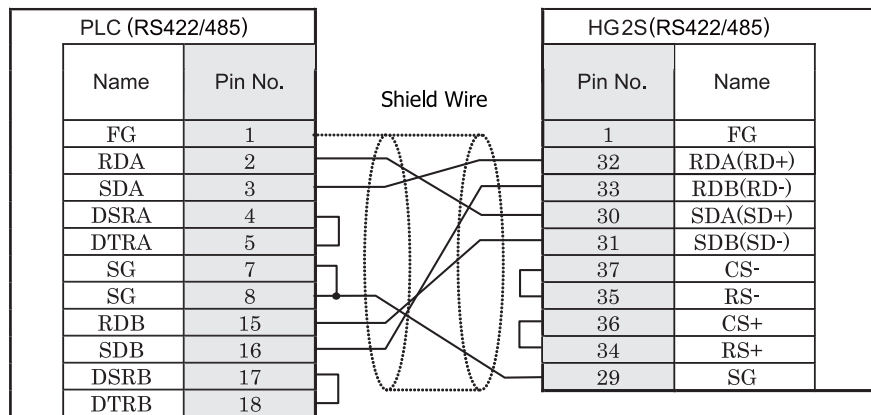 PLC (RS422/485)
Name Pin No.
FG 1
RDA 2
SDA 3
DSRA 4
DTRA 5
SG 7
SG 8
RDB 15
SDB 16
DSRB 17
DTRB 18
Shield Wire
HG2S(RS422/485)
Pin No. Name
1 FG
32 RDA(RD+)
33 RDB(RD-)
30 SDA(SD+)
31 SDB(SD-)
37 CS-
35 RS-
36 CS+
34 RS+
29 SG